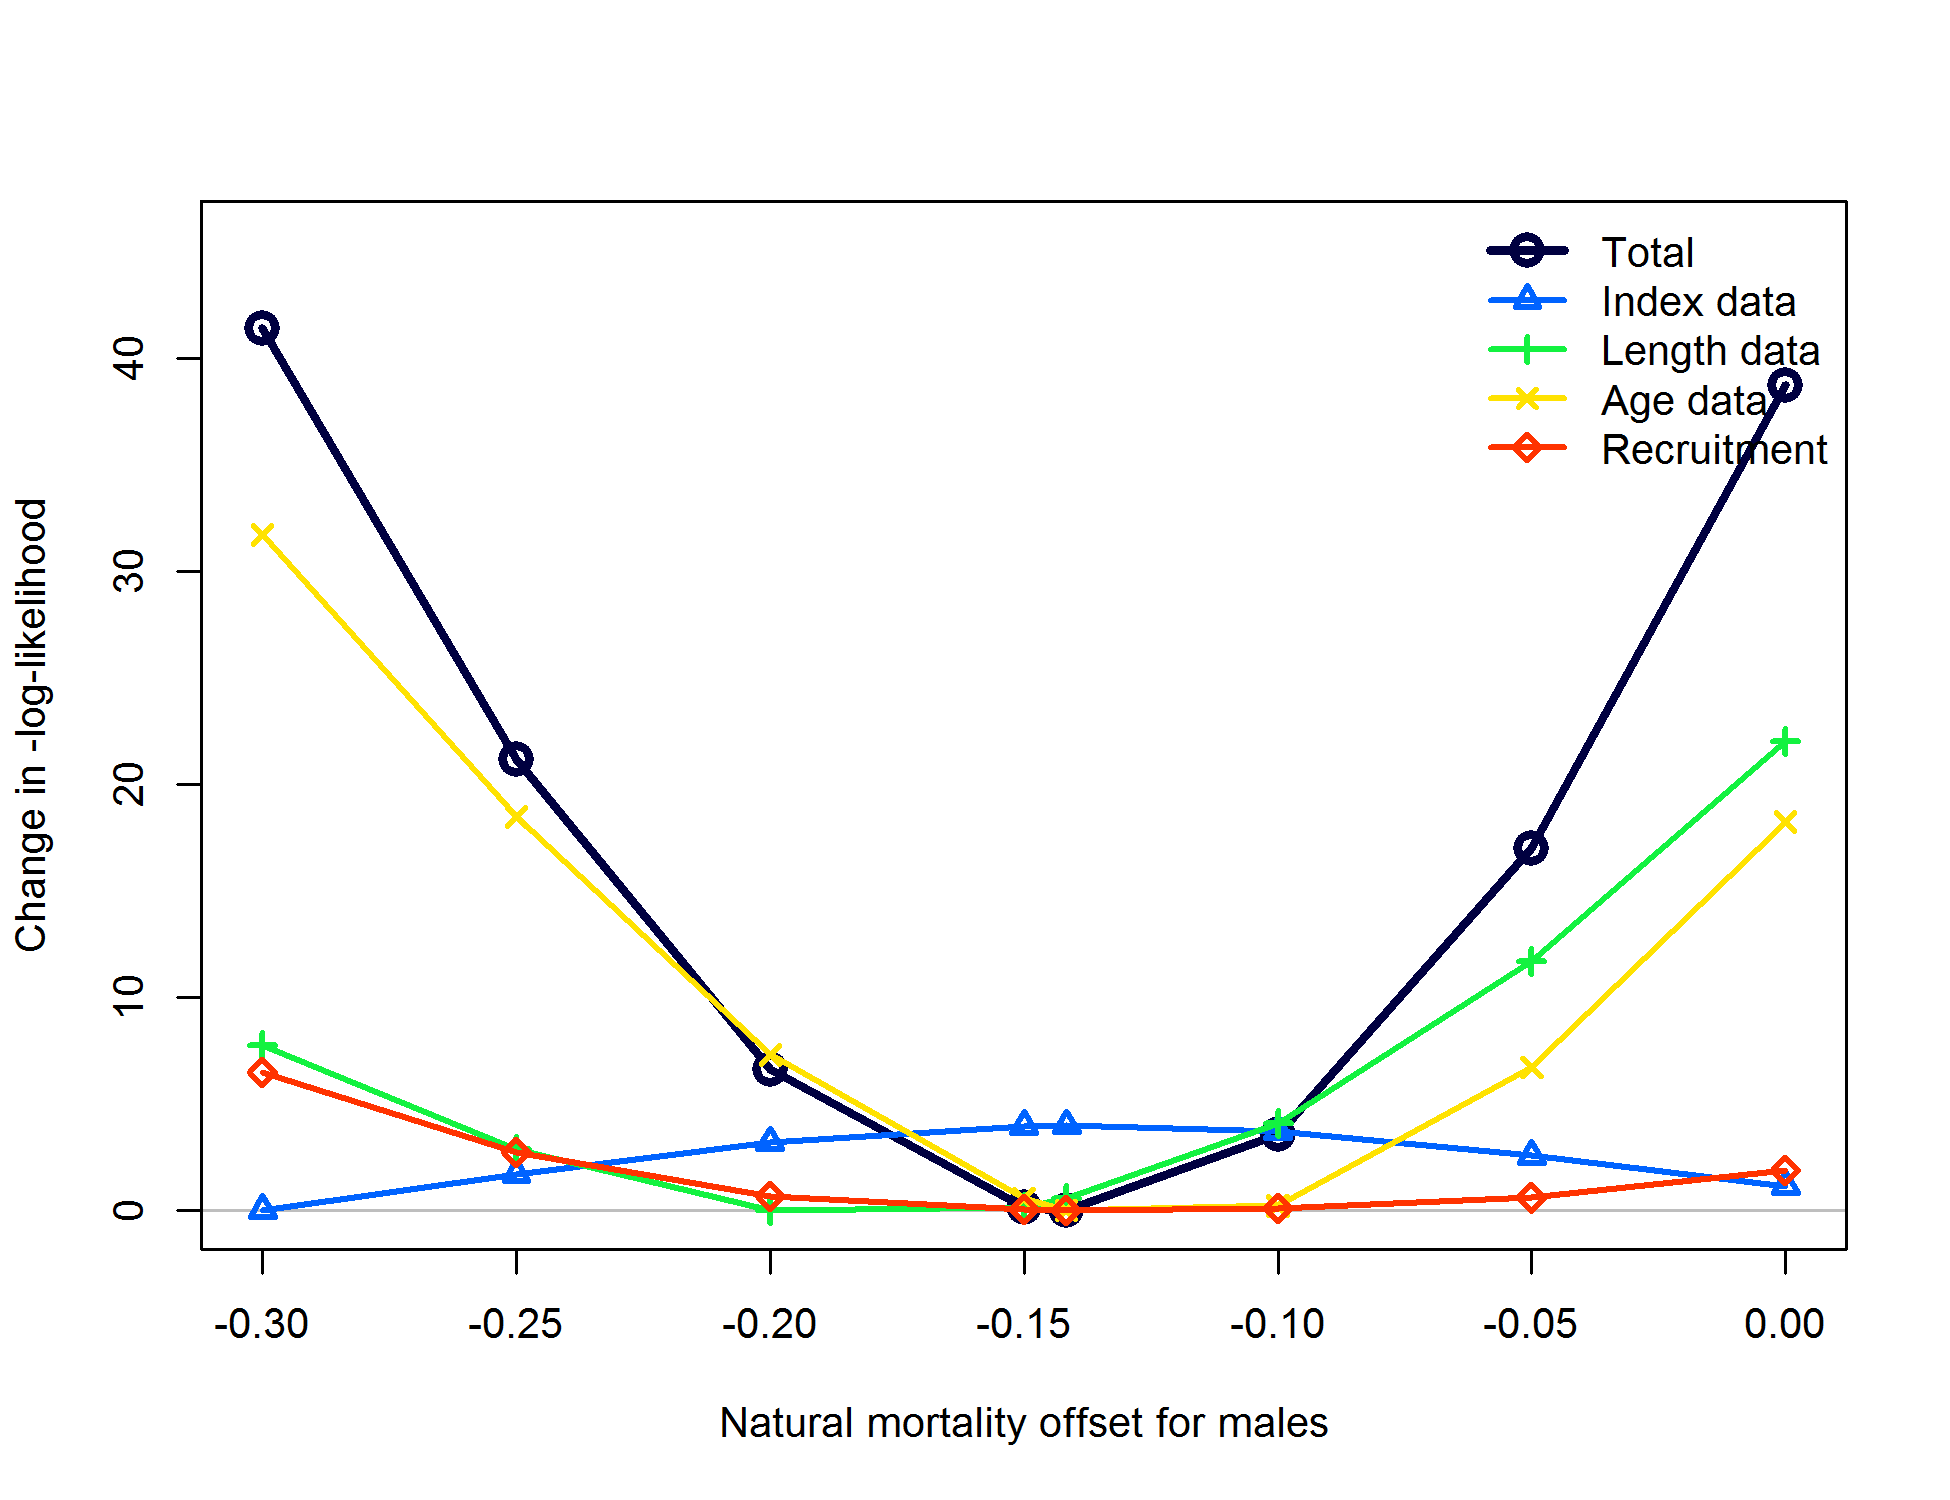 Total
Index data
Length data
Age data
Recruitment
Change in -log-likelihood
40
30
20
10
0
-0.30 -0.25 -0.20 -0.15 -0.10 -0.05 0.00
Natural mortality offset for males